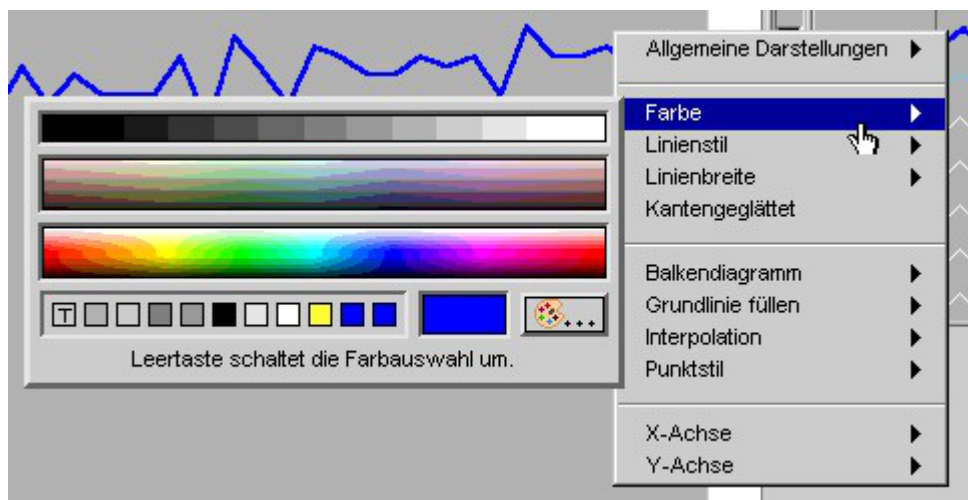 Allgemeine Darstellungen
Farbe
Linienstil
Linienbreite
Kantengeglättet
Balkendiagramm
Grundlinie füllen
Interpolation
Punktstil
X-Achse
Y-Achse
T
...
Leertaste schaltet die Farbauswahl um.